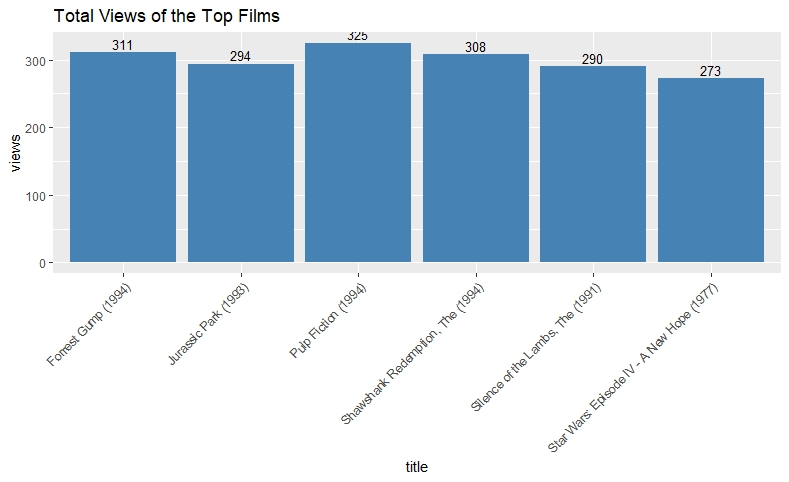 Total Views of the Top Films
views
300
200
100
0
311
294
325
308
290
273
Forrest Gump (1994)
Jurassic Park (1993)
Pulp Fiction (1994)
Shawshank Redemption, The (1994)
Silence of the Lambs, The (1991)
Star Wars: Episode IV - A New Hope (1977)
title